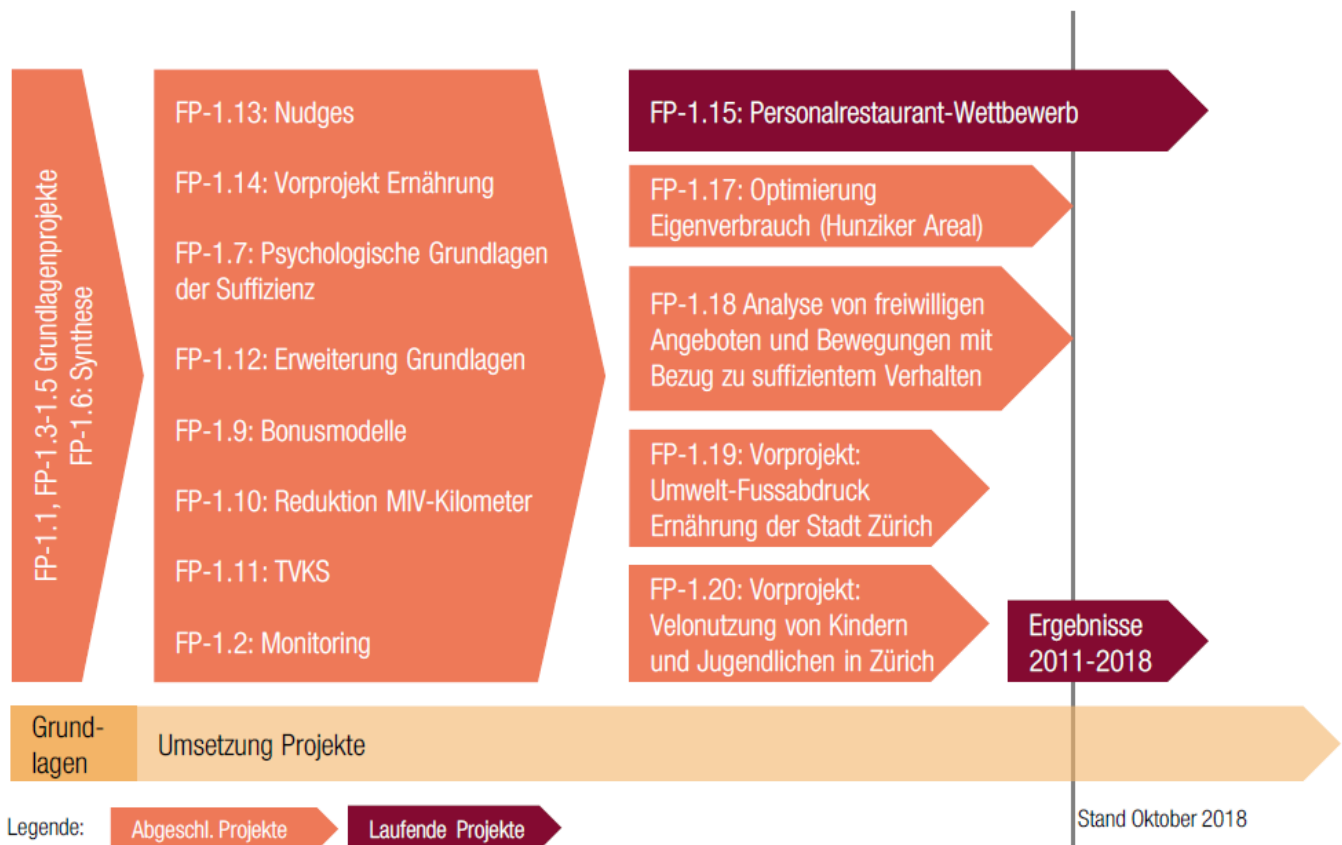 FP-1.1, FP-1.3-1.5 Grundlagenprojekte
FP-1.6: Synthese
FP-1.13: Nudges
FP-1.14: Vorprojekt Ernährung
FP-1.7: Psychologische Grundlagen
der Suffizienz
FP-1.12: Erweiterung Grundlagen
FP-1.9: Bonusmodelle
FP-1.10: Reduktion MIV-Kilometer
FP-1.11: TVKS
FP-1.2: Monitoring
FP-1.15: Personalrestaurant-Wettbewerb
FP-1.17: Optimierung
Eigenverbrauch (Hunziker Areal)
FP-1.18 Analyse von freiwilligen
Angeboten und Bewegungen mit
Bezug zu suffizientem Verhalten
FP-1.19: Vorprojekt:
Umwelt-Fussabdruck
Ernährung der Stadt Zürich
FP-1.20: Vorprojekt:
Velonutzung von Kindern
und Jugendlichen in Zürich
Ergebnisse
2011-2018
Grund-
lagen
Umsetzung Projekte
Legende:
Abgeschl. Projekte
Laufende Projekte
Stand Oktober 2018